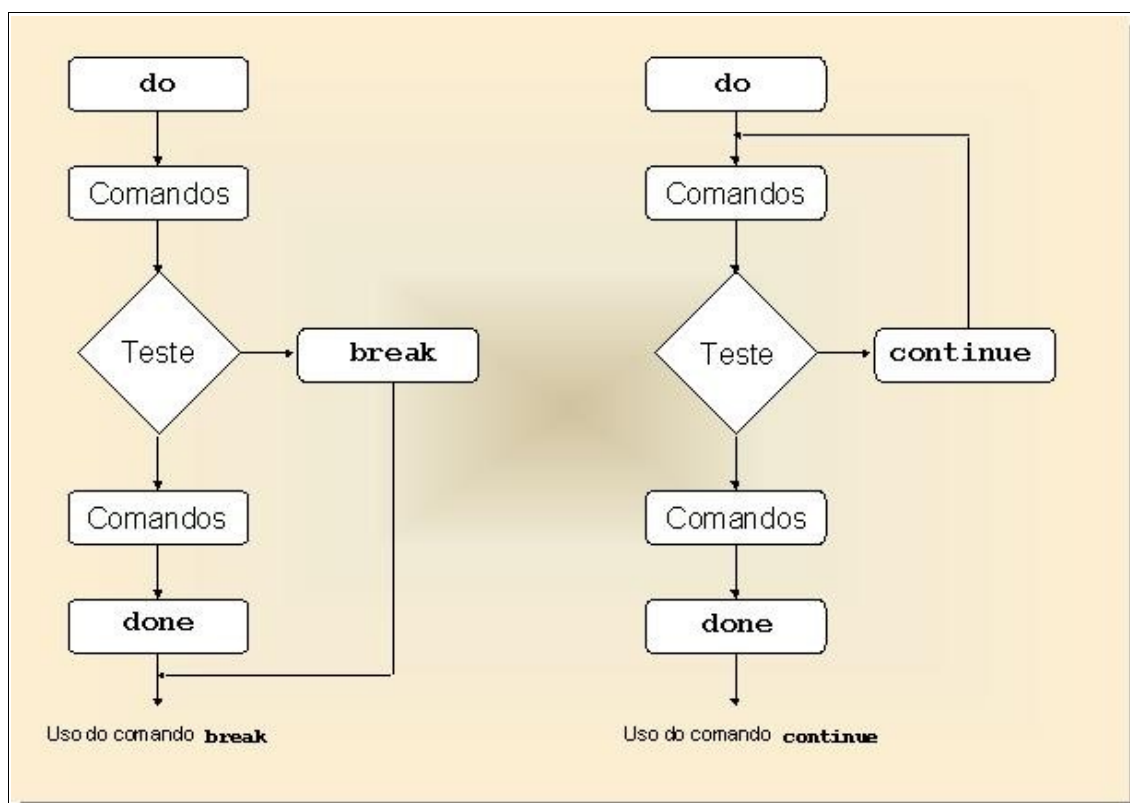 do
Comandos
Teste
break
Comandos
done
Uso do comando break
do
Comandos
Teste
continue
Comandos
done
Uso do comando continue